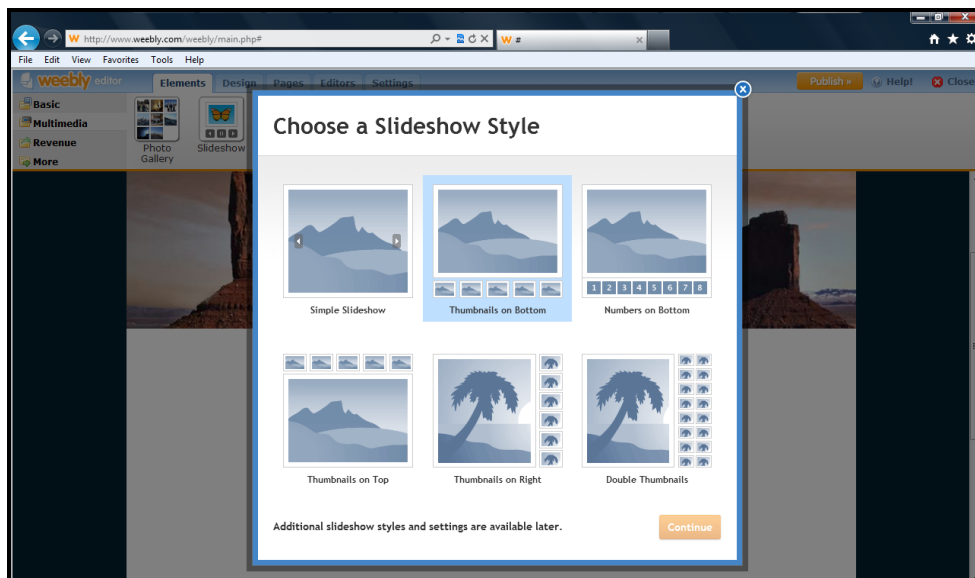 http://www.weebly.com/weebly/main.php#
W #
File Edit View Favorites Tools Help
weebly editor
Elements Design Pages Editors Settings
Publish »
Help!
Close
Basic
Multimedia
Revenue
More
Photo Gallery
Slideshow
Choose a Slideshow Style
Simple Slideshow
Thumbnails on Bottom
1 2 3 4 5 6 7 8
Numbers on Bottom
Thumbnails on Top
Thumbnails on Right
Double Thumbnails
Additional slideshow styles and settings are available later.
Continue